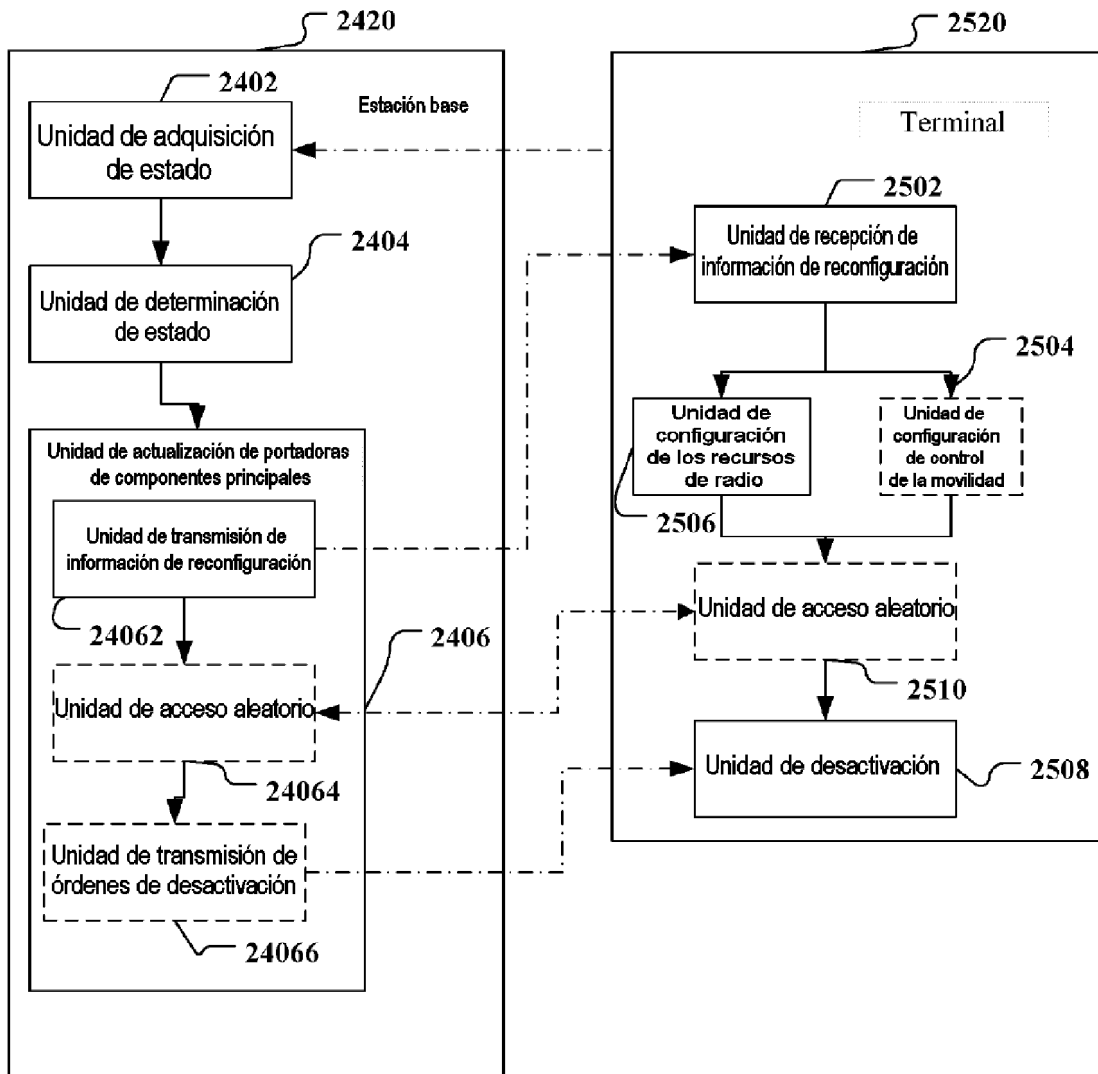 2420
2402
Estación base
Unidad de adquisición
de estado
2404
Unidad de determinación
de estado
Unidad de actualización de portadoras
de componentes principales
Unidad de transmisión de
información de reconfiguración
24062
2406
Unidad de acceso aleatorio
24064
Unidad de transmisión de
órdenes de desactivación
24066
2520
Terminal
2502
Unidad de recepción de
información de reconfiguración
2504
Unidad de
configuración
de los recursos
de radio
Unidad de
configuración
de control
de la movilidad
2506
Unidad de acceso aleatorio
2510
Unidad de desactivación
2508